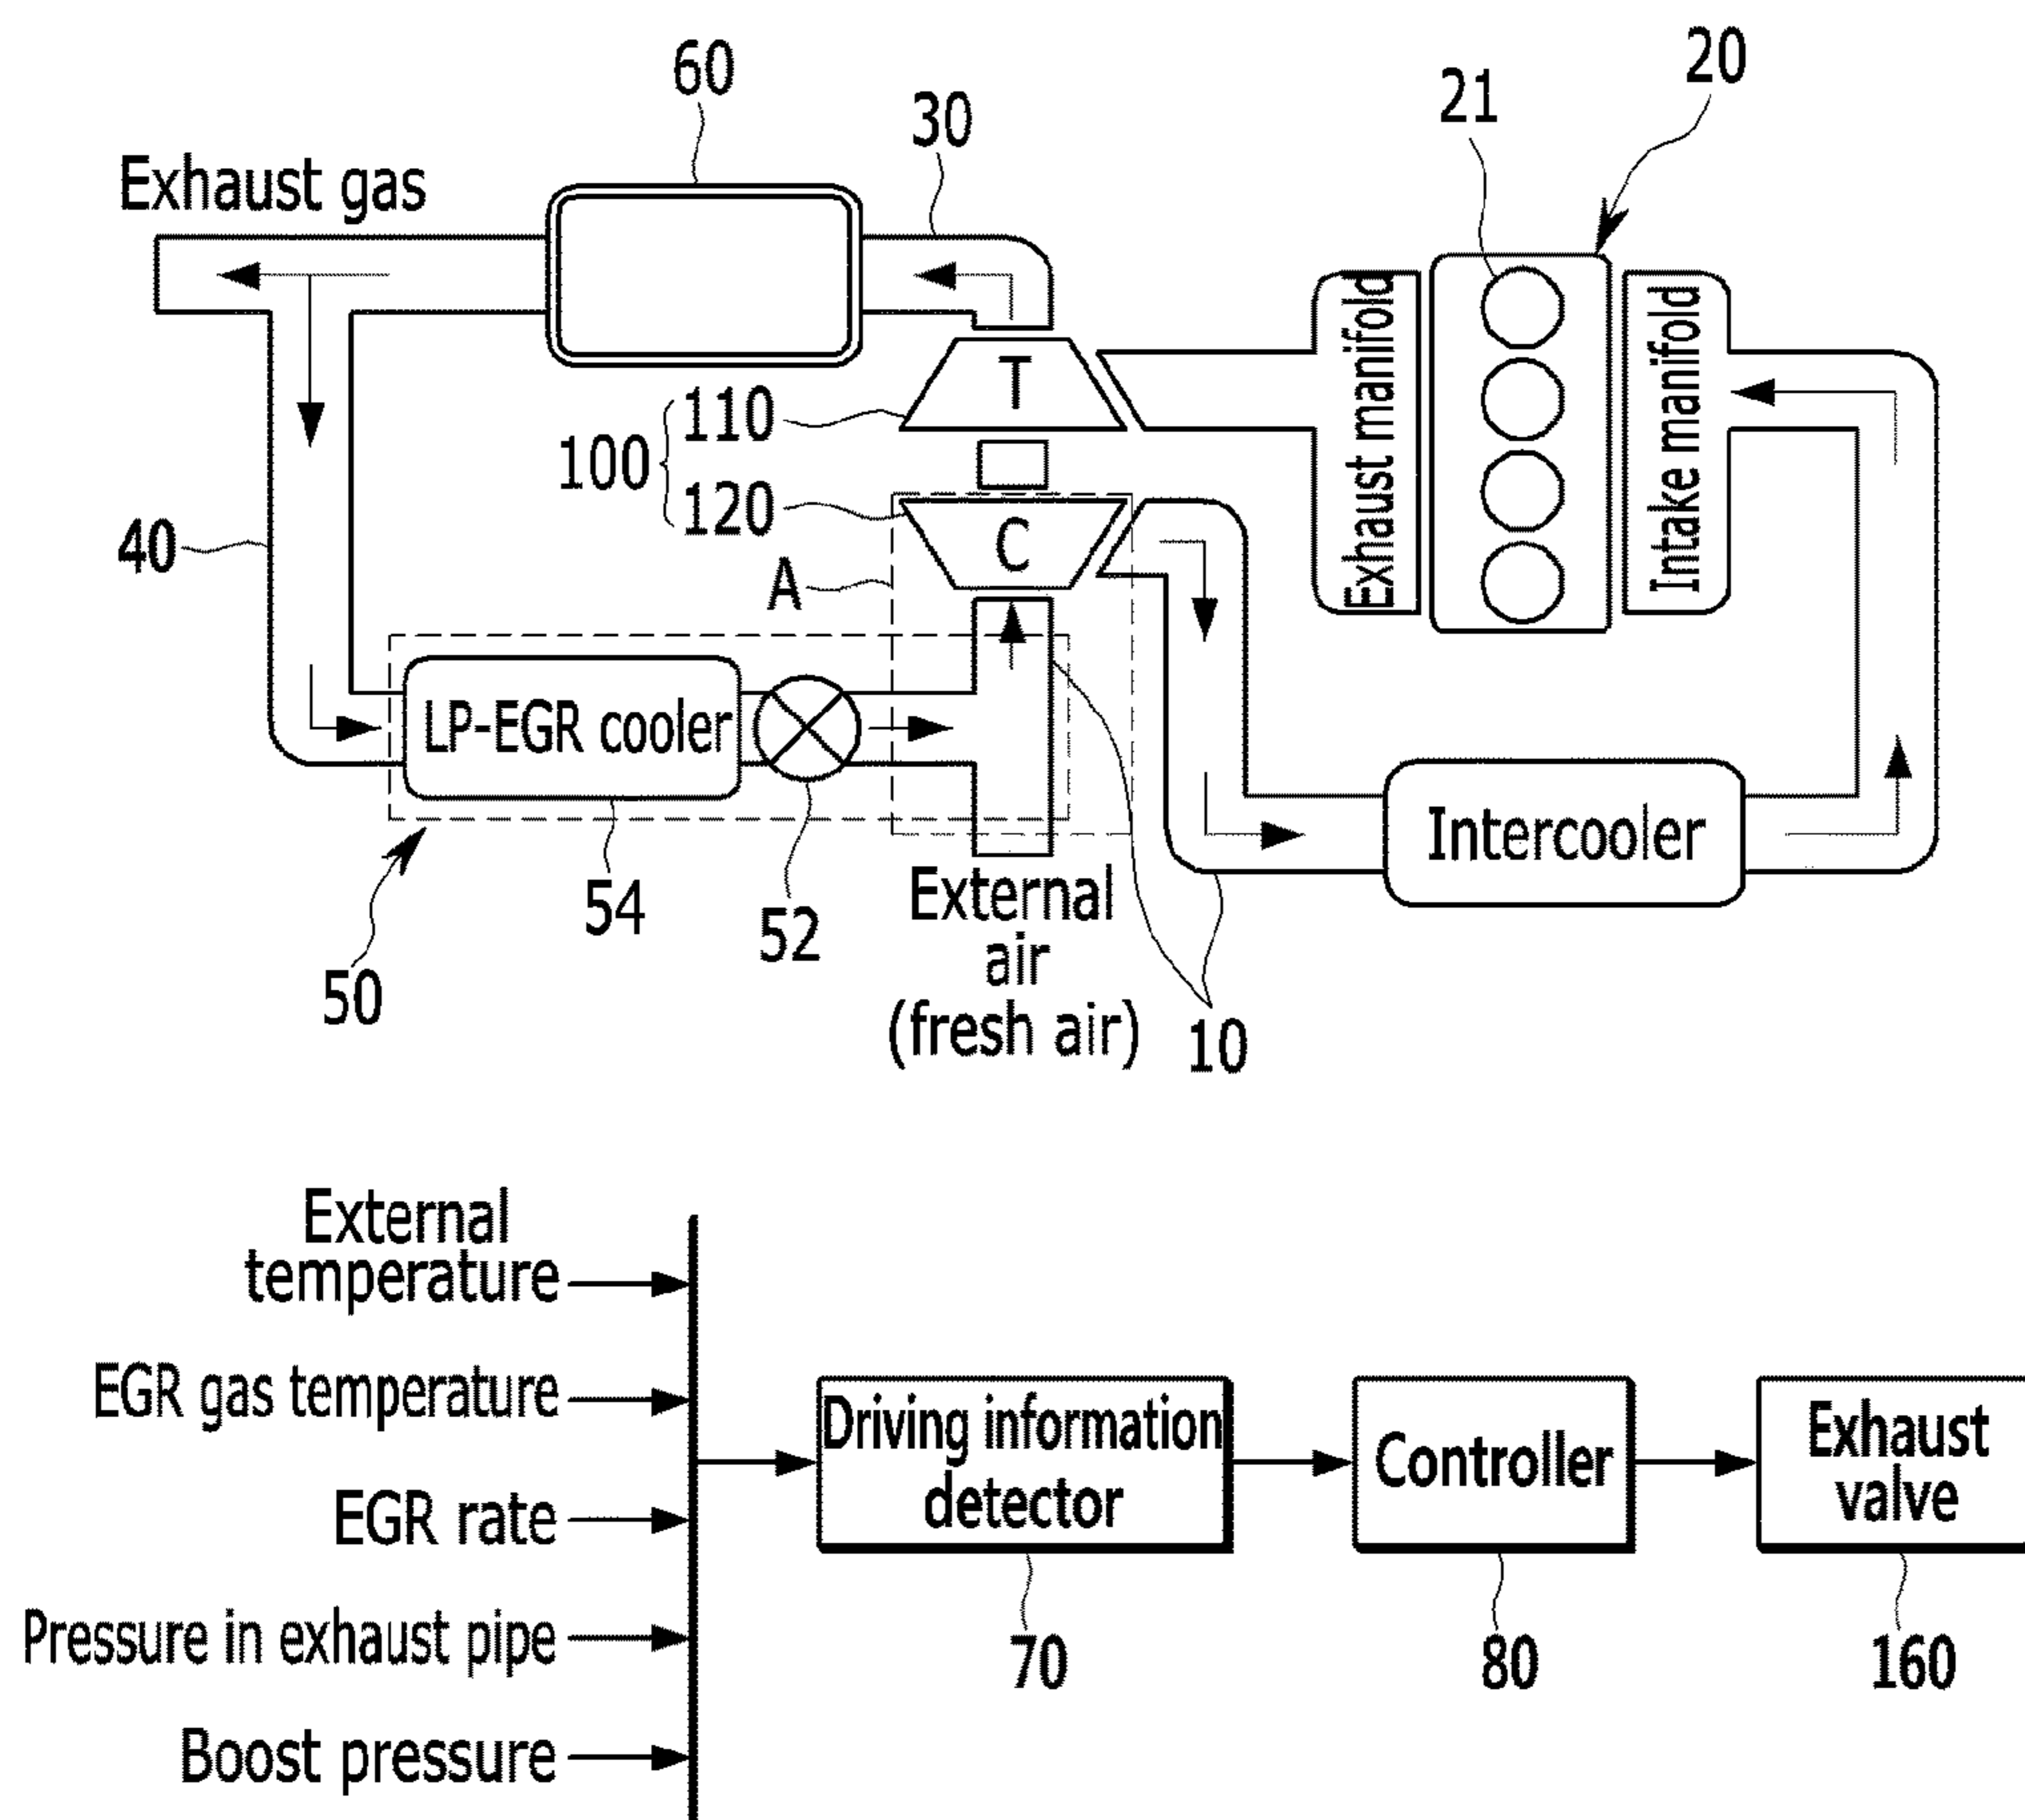 60
30
21
20
Exhaust gas
T
110
100
120
C
A
40
Exhaust manifold
Intake manifold
LP-EGR cooler
Intercooler
54
52
50
External
air
(fresh air)
10
External
temperature
EGR gas temperature
EGR rate
Pressure in exhaust pipe
Boost pressure
Driving information
detector
70
Controller
80
Exhaust
valve
160